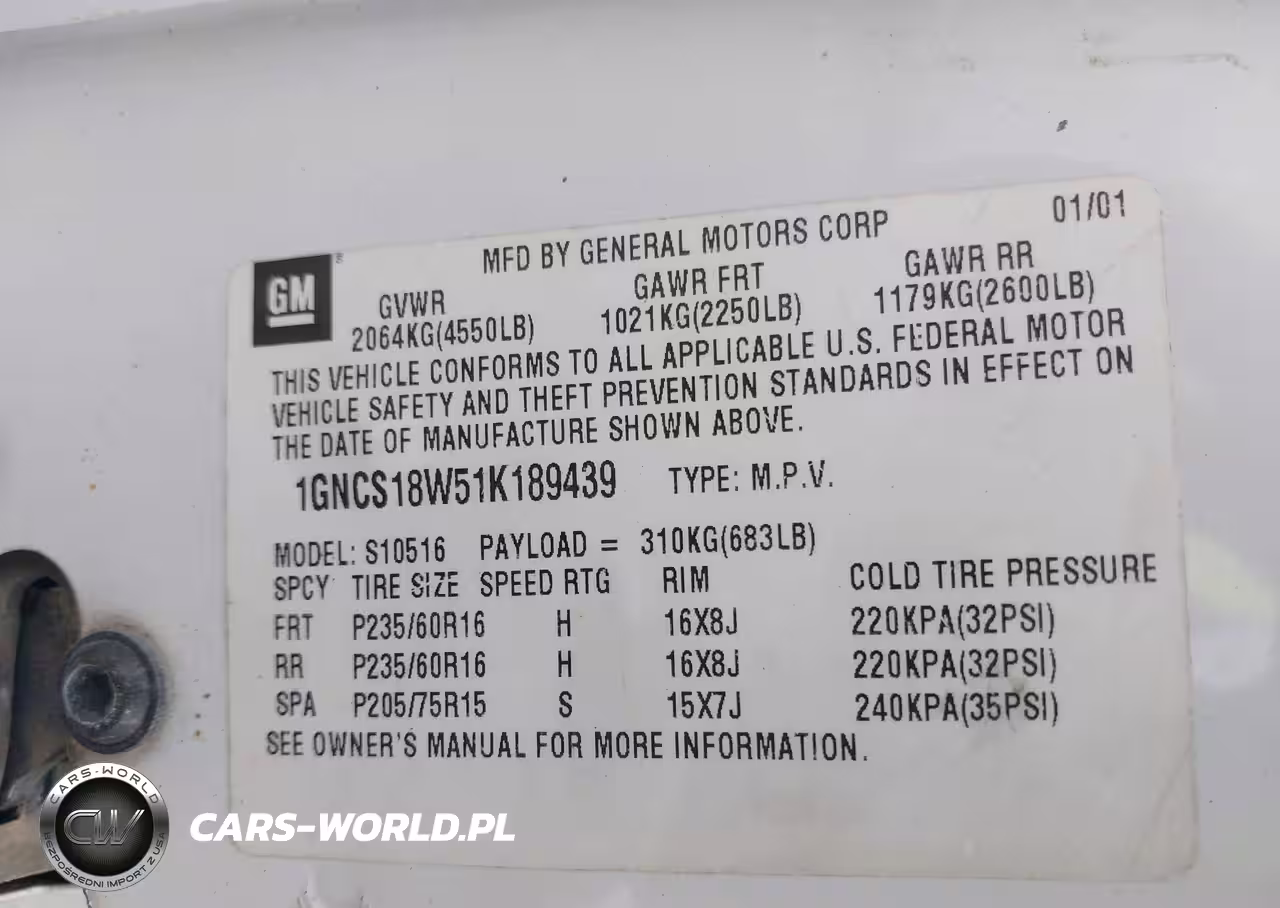 01/01
MFD BY GENERAL MOTORS CORP
GM
GVWR GAWR FRT GAWR RR
2064KG(4550LB) 1021KG(2250LB) 1179KG(2600LB)
THIS VEHICLE CONFORMS TO ALL APPLICABLE U.S. FEDERAL MOTOR
VEHICLE SAFETY AND THEFT PREVENTION STANDARDS IN EFFECT ON
THE DATE OF MANUFACTURE SHOWN ABOVE.
1GNCS18W51K189439 TYPE: M.P.V.
MODEL: S10516 PAYLOAD = 310KG(683LB)
SPCY TIRE SIZE SPEED RTG RIM COLD TIRE PRESSURE
FRT P235/60R16 H 16X8J 220KPA(32PSI)
RR P235/60R16 H 16X8J 220KPA(32PSI)
SPA P205/75R15 S 15X7J 240KPA(35PSI)
SEE OWNER'S MANUAL FOR MORE INFORMATION.
CARS-WORLD
CW
BEZPOŚREDNI IMPORT Z USA
CARS-WORLD.PL